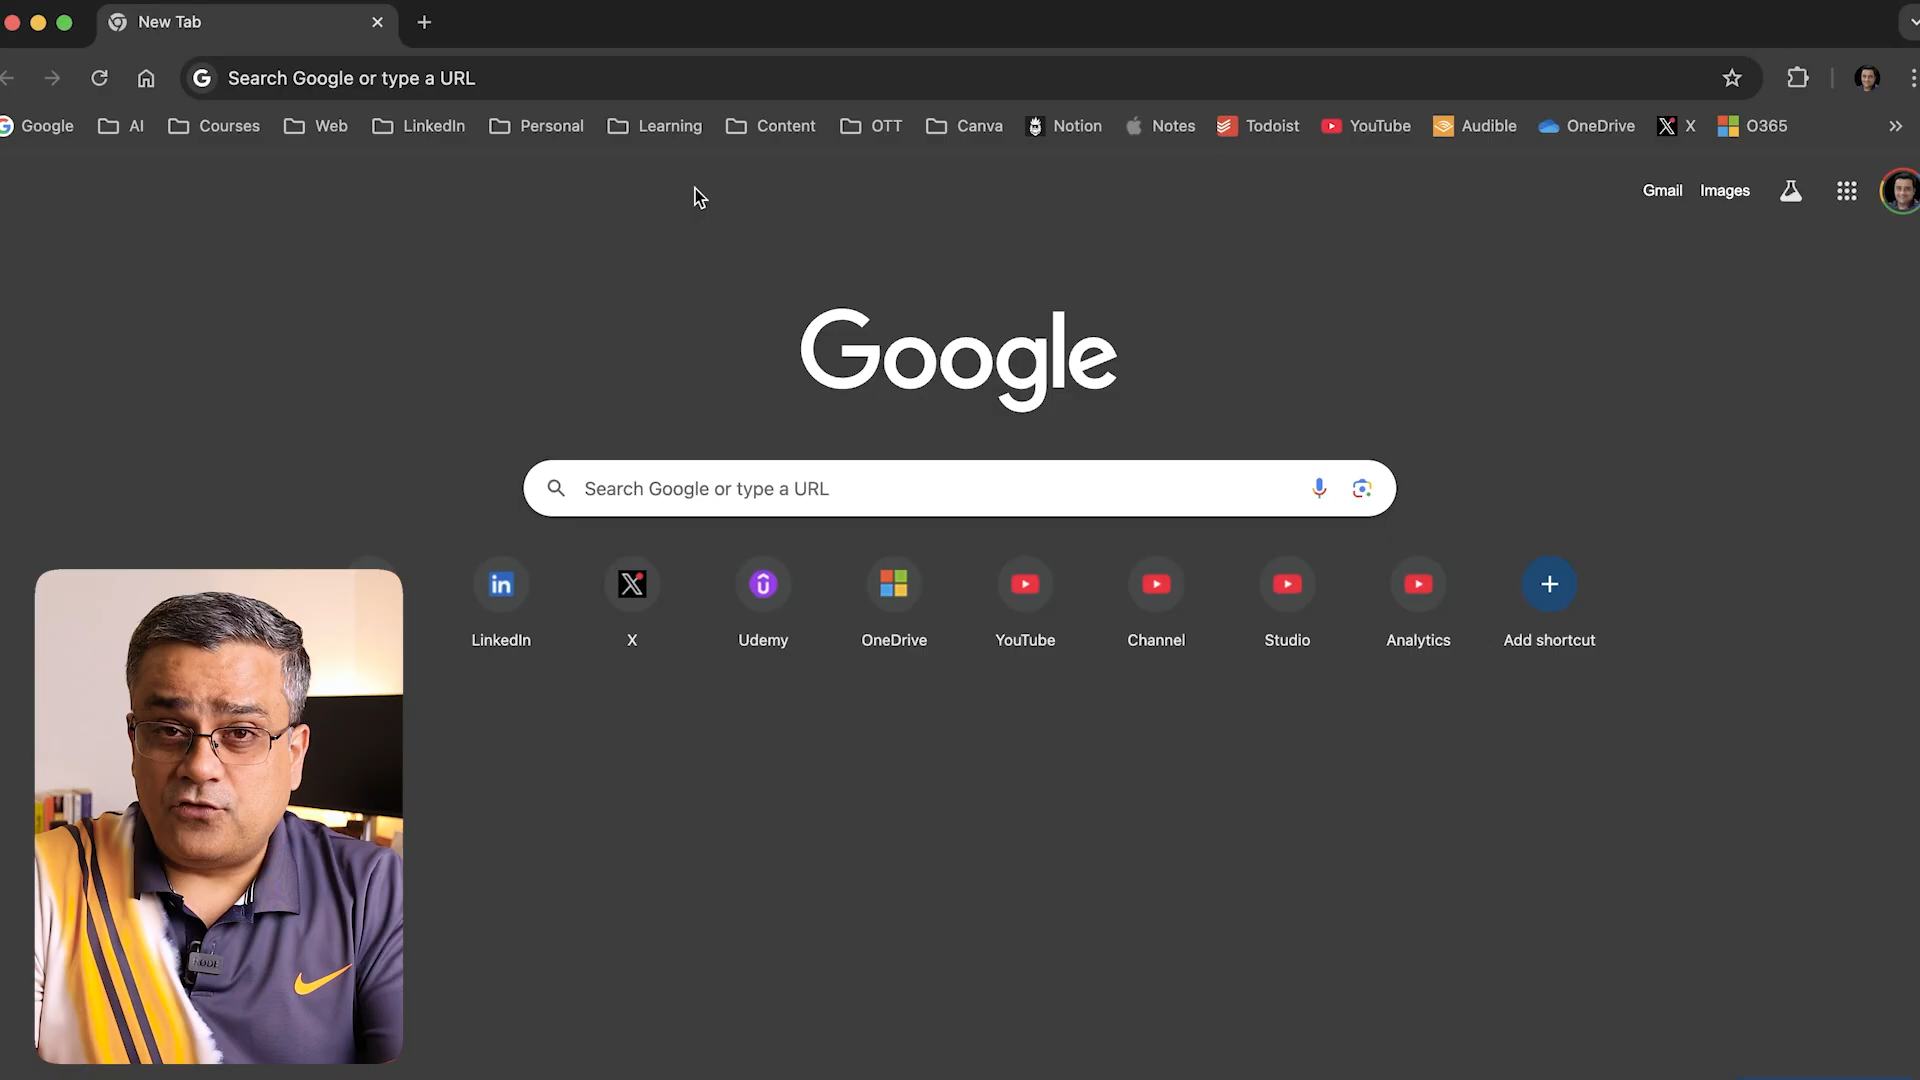 New Tab
Search Google or type a URL
Google AI Courses Web LinkedIn Personal Learning Content OTT Canva Notion Notes Todoist YouTube Audible OneDrive X O365
Gmail Images
Google
Search Google or type a URL
LinkedIn X Udemy OneDrive YouTube Channel Studio Analytics Add shortcut
RODE